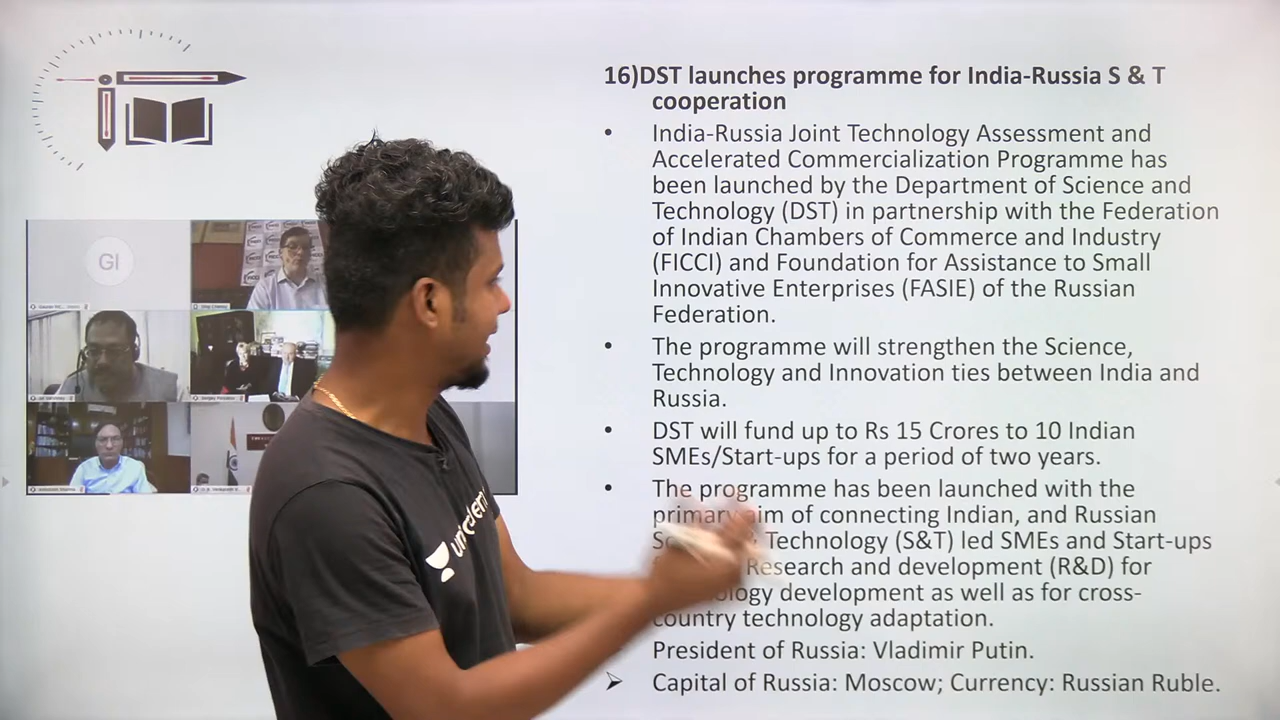 16)DST launches programme for India-Russia S & T
cooperation
• India-Russia Joint Technology Assessment and
Accelerated Commercialization Programme has
been launched by the Department of Science and
Technology (DST) in partnership with the Federation
of Indian Chambers of Commerce and Industry
(FICCI) and Foundation for Assistance to Small
Innovative Enterprises (FASIE) of the Russian
Federation.
• The programme will strengthen the Science,
Technology and Innovation ties between India and
Russia.
• DST will fund up to Rs 15 Crores to 10 Indian
SMEs/Start-ups for a period of two years.
• The programme has been launched with the
primary aim of connecting Indian, and Russian
Technology (S&T) led SMEs and Start-ups
Research and development (R&D) for
development as well as for cross-
country technology adaptation.
President of Russia: Vladimir Putin.
➢ Capital of Russia: Moscow; Currency: Russian Ruble.
GI